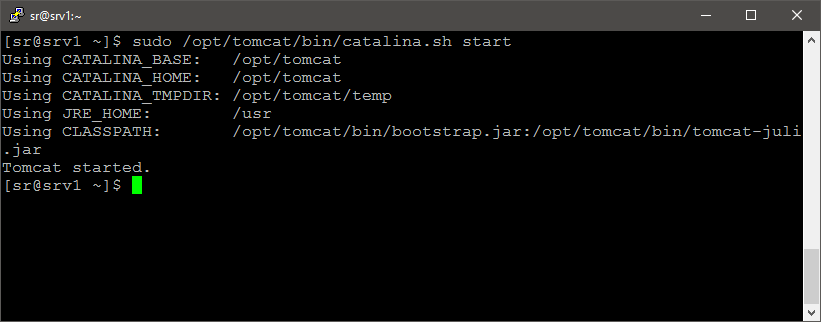 sr@srv1:~
[sr@srv1 ~]$ sudo /opt/tomcat/bin/catalina.sh start
Using CATALINA_BASE:   /opt/tomcat
Using CATALINA_HOME:   /opt/tomcat
Using CATALINA_TMPDIR: /opt/tomcat/temp
Using JRE_HOME:        /usr
Using CLASSPATH:       /opt/tomcat/bin/bootstrap.jar:/opt/tomcat/bin/tomcat-juli
.jar
Tomcat started.
[sr@srv1 ~]$